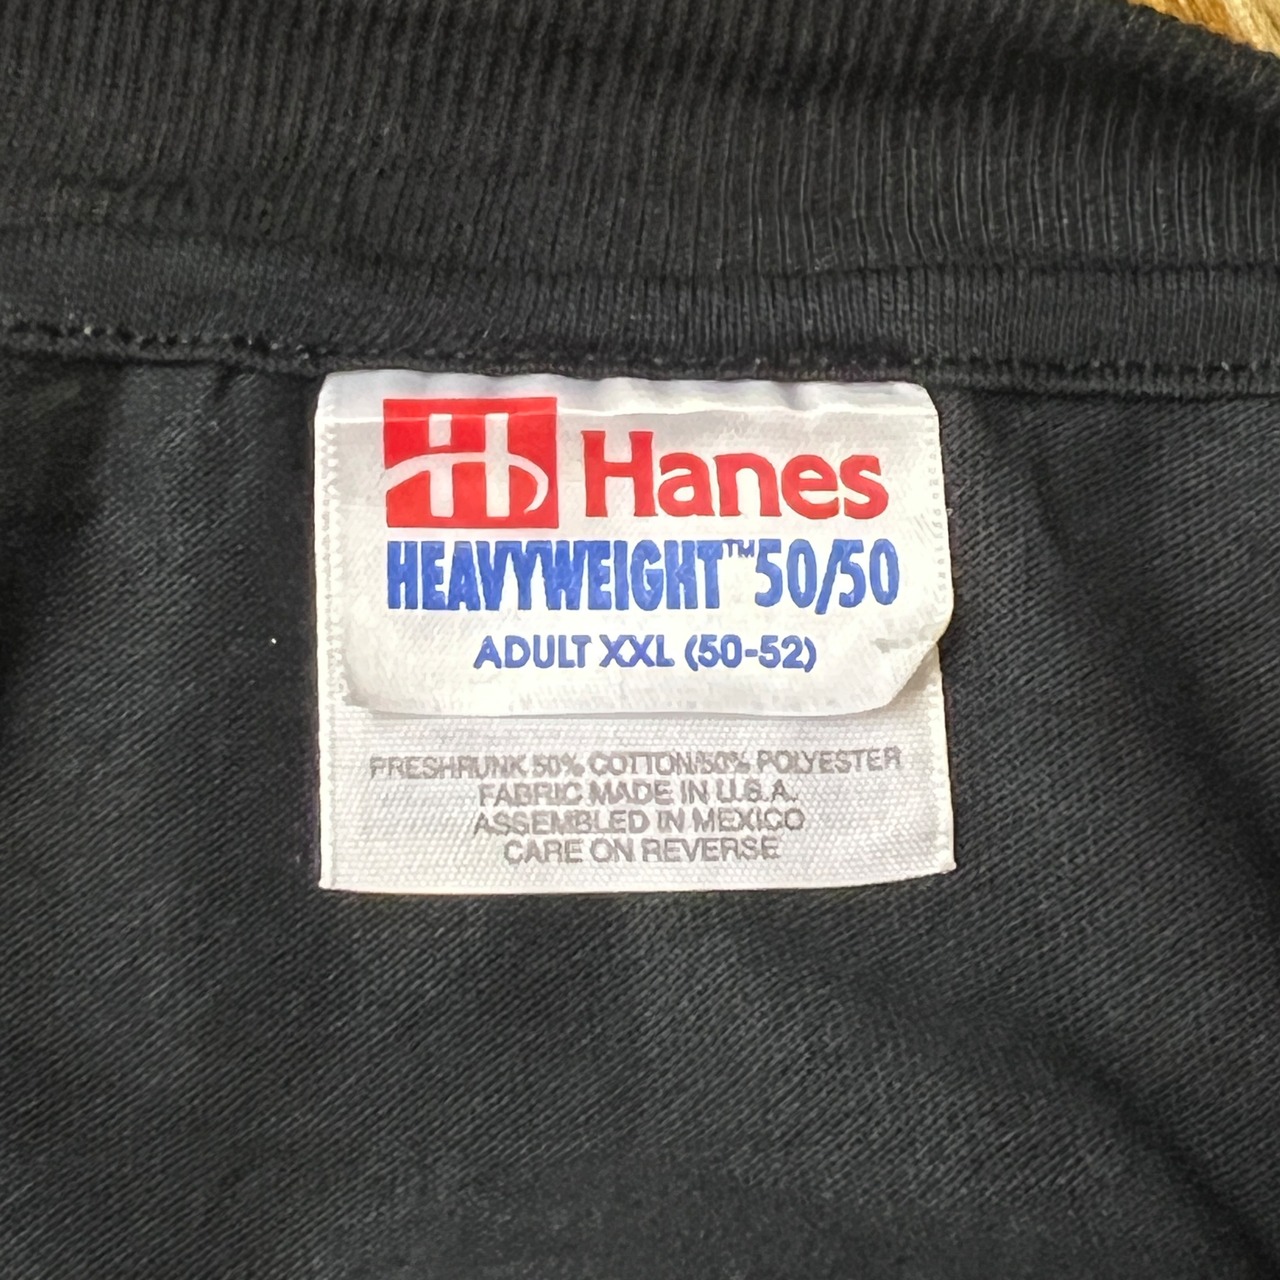 H Hanes
HEAVYWEIGHT™ 50/50
ADULT XXL (50-52)
PRESHRUNK 50% COTTON/50% POLYESTER
FABRIC MADE IN U.S.A.
ASSEMBLED IN MEXICO
CARE ON REVERSE